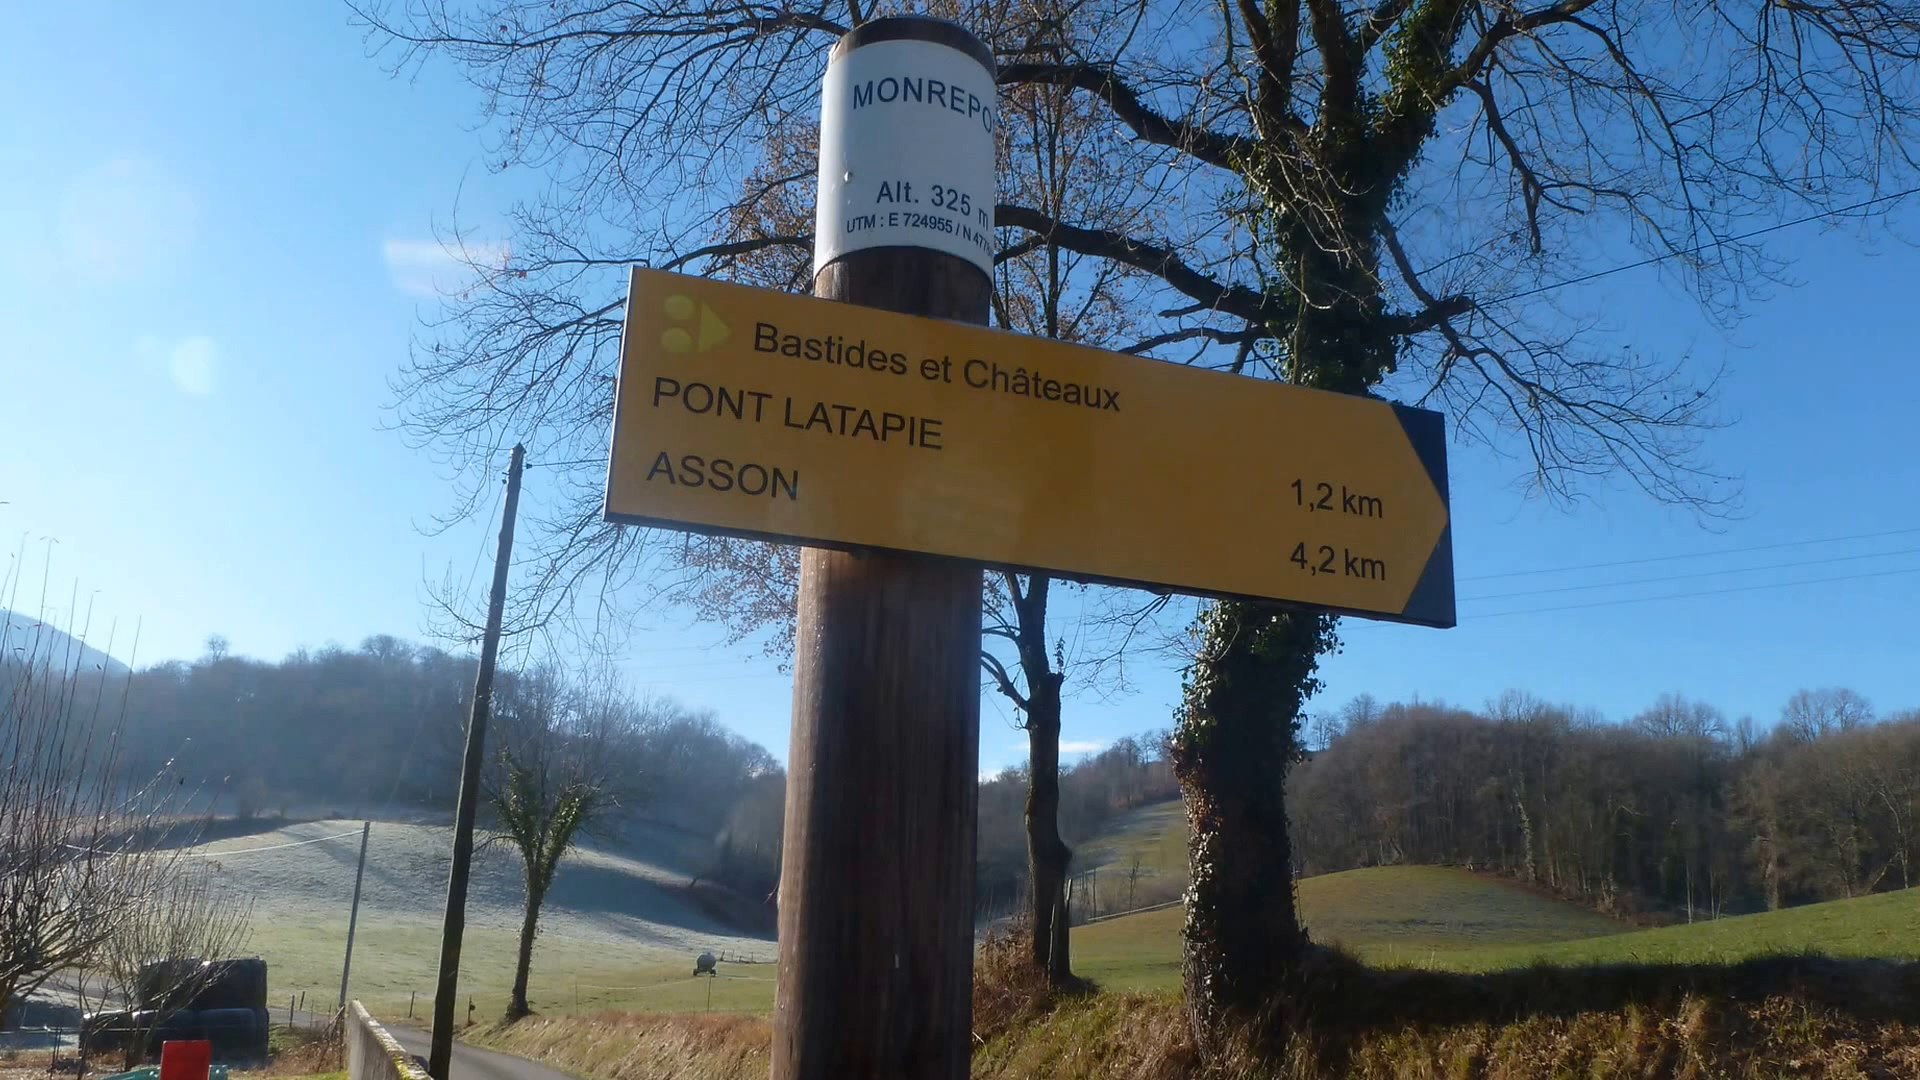 MONREPO
Alt. 325 m
UTM : E 724955 / N 477
Bastides et Châteaux
PONT LATAPIE 1,2 km
ASSON 4,2 km